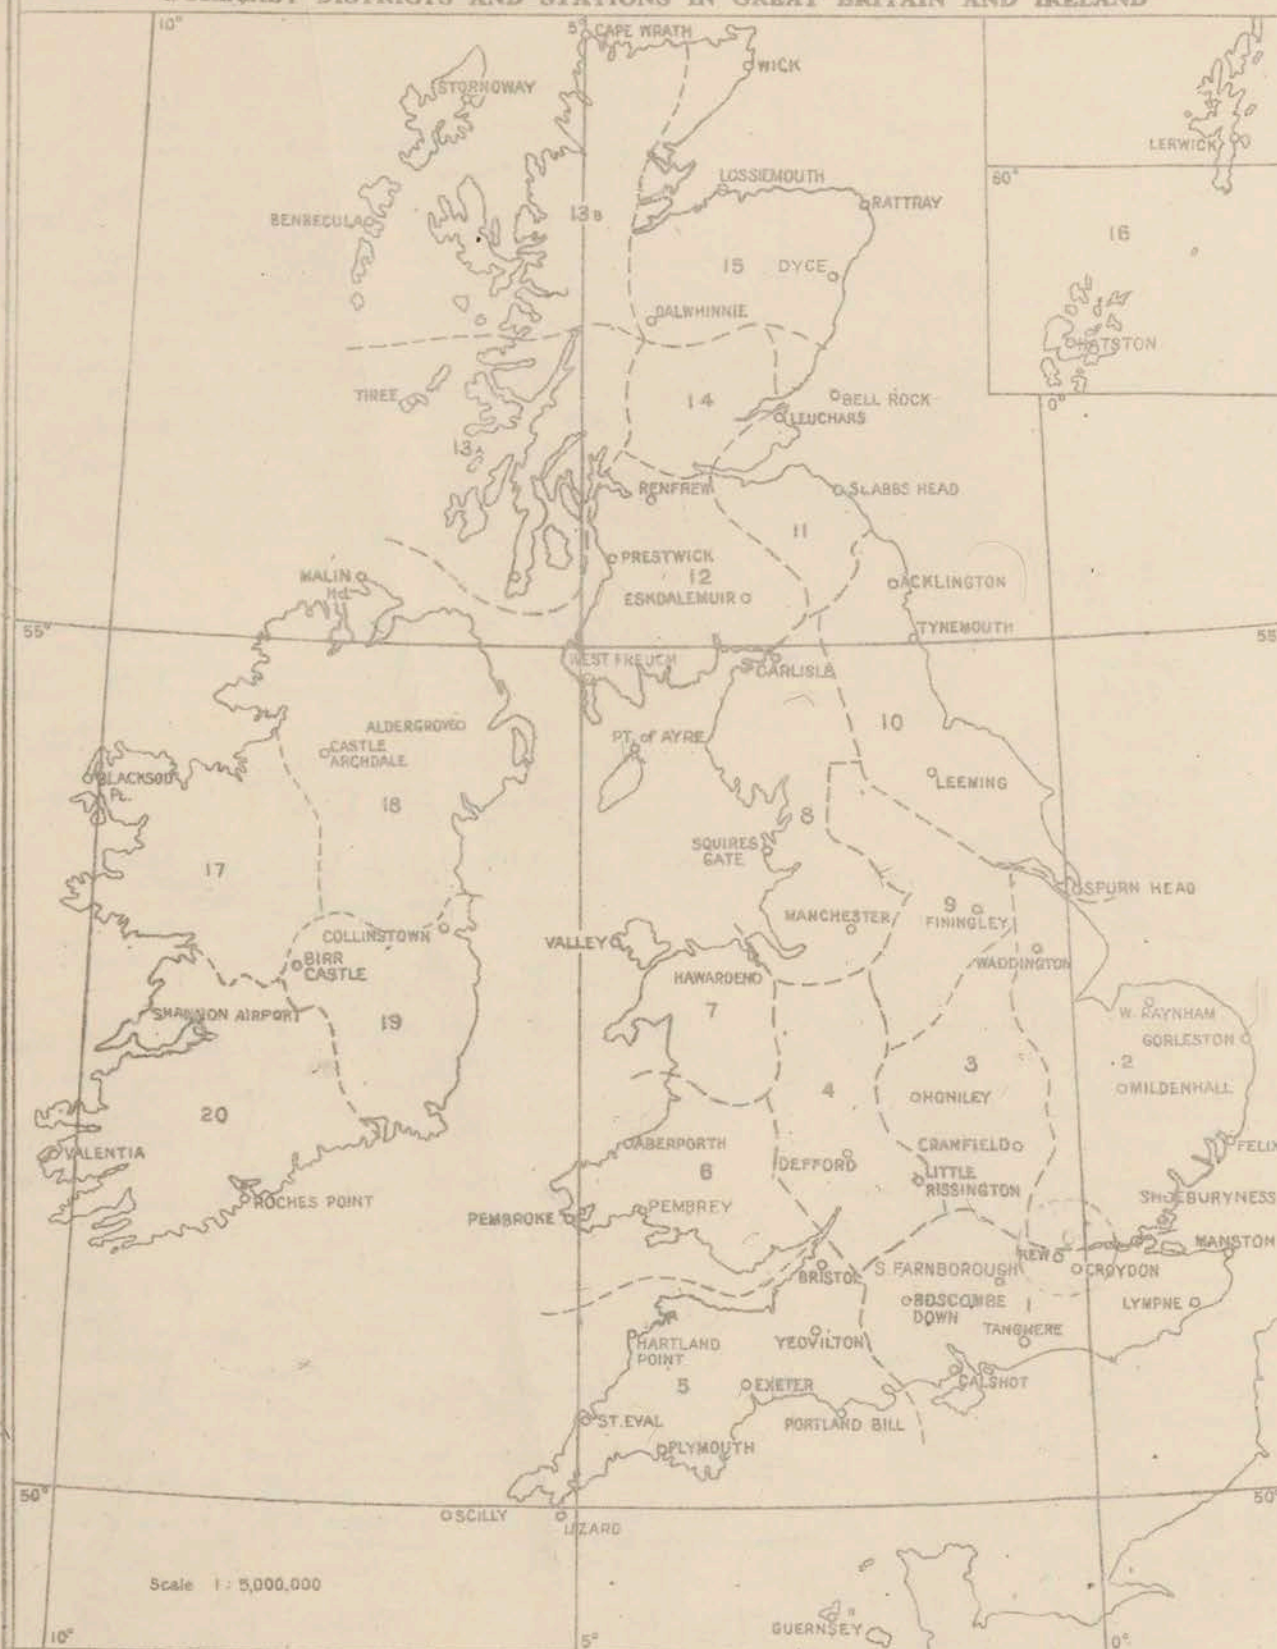 DISTRICTS AND STATIONS IN GREAT BRITAIN AND IRELAND
10°
5°
CAPE WRATH
WICK
STORNOWAY
LERWICK
60°
LOSSIEMOUTH
RATTRAY
BENBECULA
13B
16
15
DYCE
DALWHINNIE
HATSTON
THREE
14
BELL ROCK
0°
LEUCHARS
13A
RENFREW
SLABBS HEAD
11
PRESTWICK
MALIN
Hd.
12
ACKLINGTON
ESKDALEMUIR
55°
TYNEMOUTH
55
WEST FREUGH
CARLISLE
10
ALDERGROVE
PT. of AYRE
CASTLE
ARCHDALE
BLACKSOD
Pt.
LEEMING
18
8
SQUIRES
GATE
17
SPURN HEAD
9
MANCHESTER
FININGLEY
COLLINSTOWN
VALLEY
BIRR
CASTLE
WADDINGTON
HAWARDEN
7
SHANNON AIRPORT
19
W. RAYNHAM
GORLESTON
3
2
4
HONILEY
MILDENHALL
20
ABERPORTH
CRANFIELD
FELIX
VALENTIA
6
DEFFORD
LITTLE
RISSINGTON
ROCHES POINT
PEMBREY
SHOEBURYNESS
PEMBROKE
KEW
MANSTON
BRISTOL
S. FARNBOROUGH
CROYDON
BOSCOMBE
DOWN
1
LYMPNE
HARTLAND
POINT
YEOVILTON
TANGMERE
5
EXETER
CALSHOT
ST. EVAL
PORTLAND BILL
PLYMOUTH
50°
50
SCILLY
LIZARD
Scale 1 : 5,000,000
GUERNSEY
10°
5°
0°